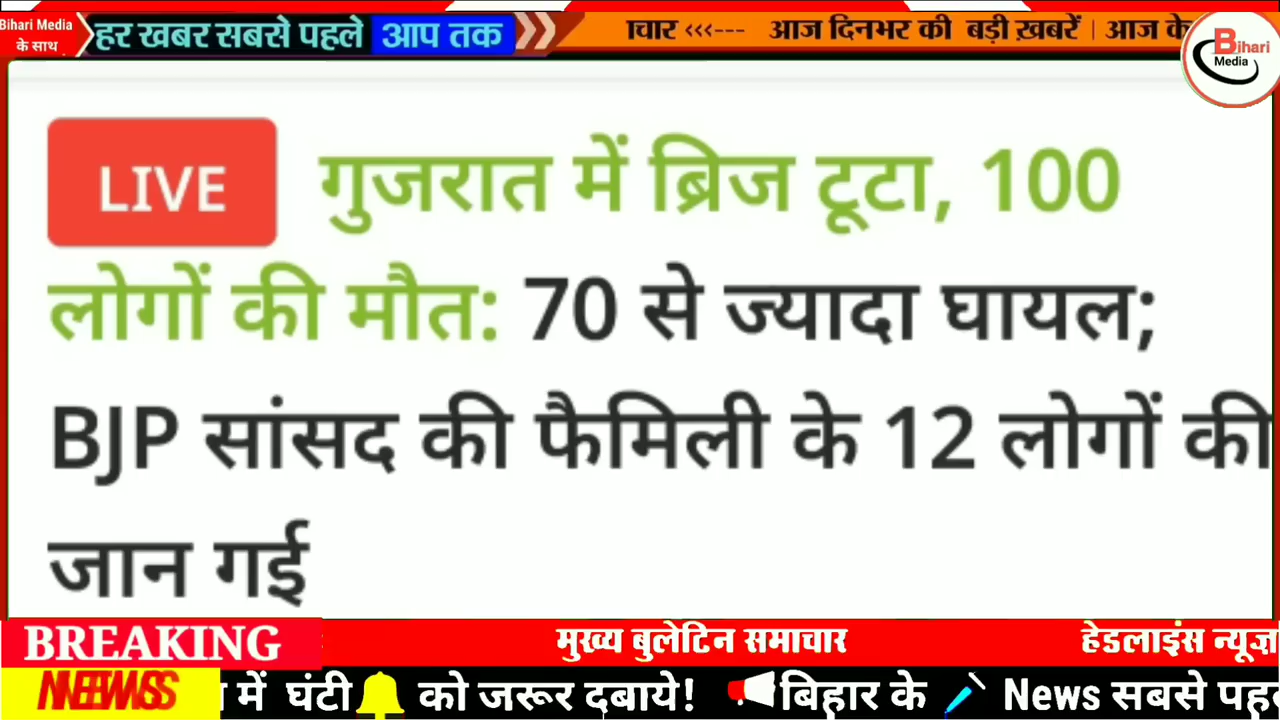 Bihari Media
के साथ
हर खबर सबसे पहले आप तक
ाचार <<<--- आज दिनभर की बड़ी ख़बरें | आज के
Bihari
Media
LIVE गुजरात में ब्रिज टूटा, 100
लोगों की मौत: 70 से ज्यादा घायल;
BJP सांसद की फैमिली के 12 लोगों की
जान गई
BREAKING मुख्य बुलेटिन समाचार हेडलाइंस न्यूज
NEWS में घंटी🔔 को जरूर दबाये! 📢बिहार के News सबसे पह